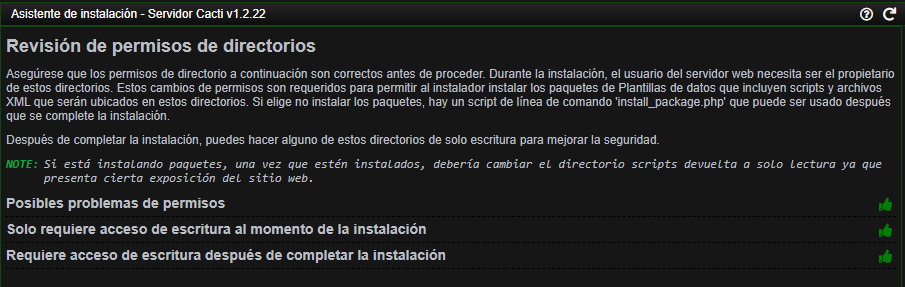 Asistente de instalación - Servidor Cacti v1.2.22
Revisión de permisos de directorios
Asegúrese que los permisos de directorio a continuación son correctos antes de proceder. Durante la instalación, el usuario del servidor web necesita ser el propietario
de estos directorios. Estos cambios de permisos son requeridos para permitir al instalador instalar los paquetes de Plantillas de datos que incluyen scripts y archivos
XML que serán ubicados en estos directorios. Si elige no instalar los paquetes, hay un script de línea de comando 'install_package.php' que puede ser usado después
que se complete la instalación.
Después de completar la instalación, puedes hacer alguno de estos directorios de solo escritura para mejorar la seguridad.
NOTE: Si está instalando paquetes, una vez que estén instalados, debería cambiar el directorio scripts devuelta a solo lectura ya que
presenta cierta exposición del sitio web.
Posibles problemas de permisos
Solo requiere acceso de escritura al momento de la instalación
Requiere acceso de escritura después de completar la instalación